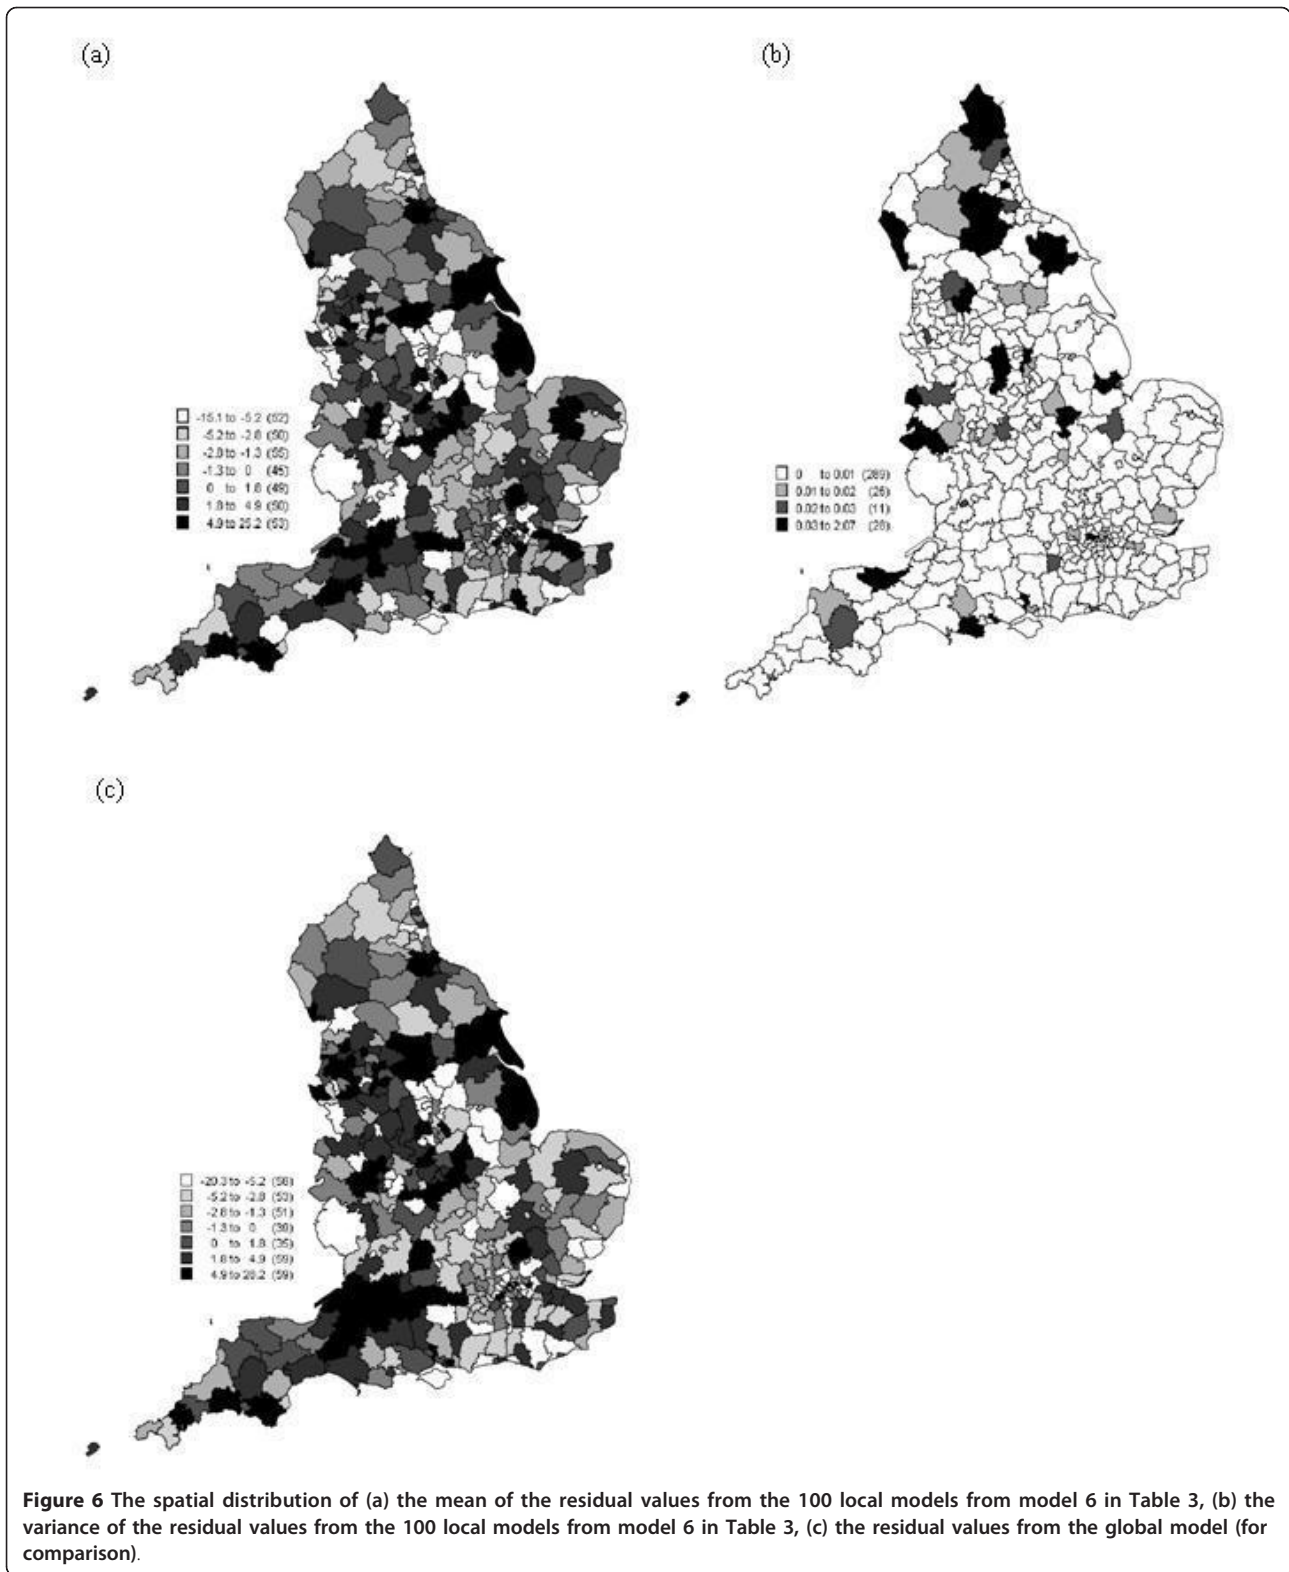 (a)
(b)
-15.1 to -5.2 (52)
-5.2 to -2.8 (50)
-2.8 to -1.3 (55)
-1.3 to 0 (45)
0 to 1.8 (49)
1.8 to 4.9 (50)
4.9 to 25.2 (53)
0 to 0.01 (289)
0.01 to 0.02 (26)
0.02 to 0.03 (11)
0.03 to 2.07 (28)
(c)
-20.3 to -5.2 (58)
-5.2 to -2.8 (53)
-2.8 to -1.3 (51)
-1.3 to 0 (39)
0 to 1.8 (35)
1.8 to 4.9 (59)
4.9 to 28.2 (59)
Figure 6 The spatial distribution of (a) the mean of the residual values from the 100 local models from model 6 in Table 3, (b) the
variance of the residual values from the 100 local models from model 6 in Table 3, (c) the residual values from the global model (for
comparison).